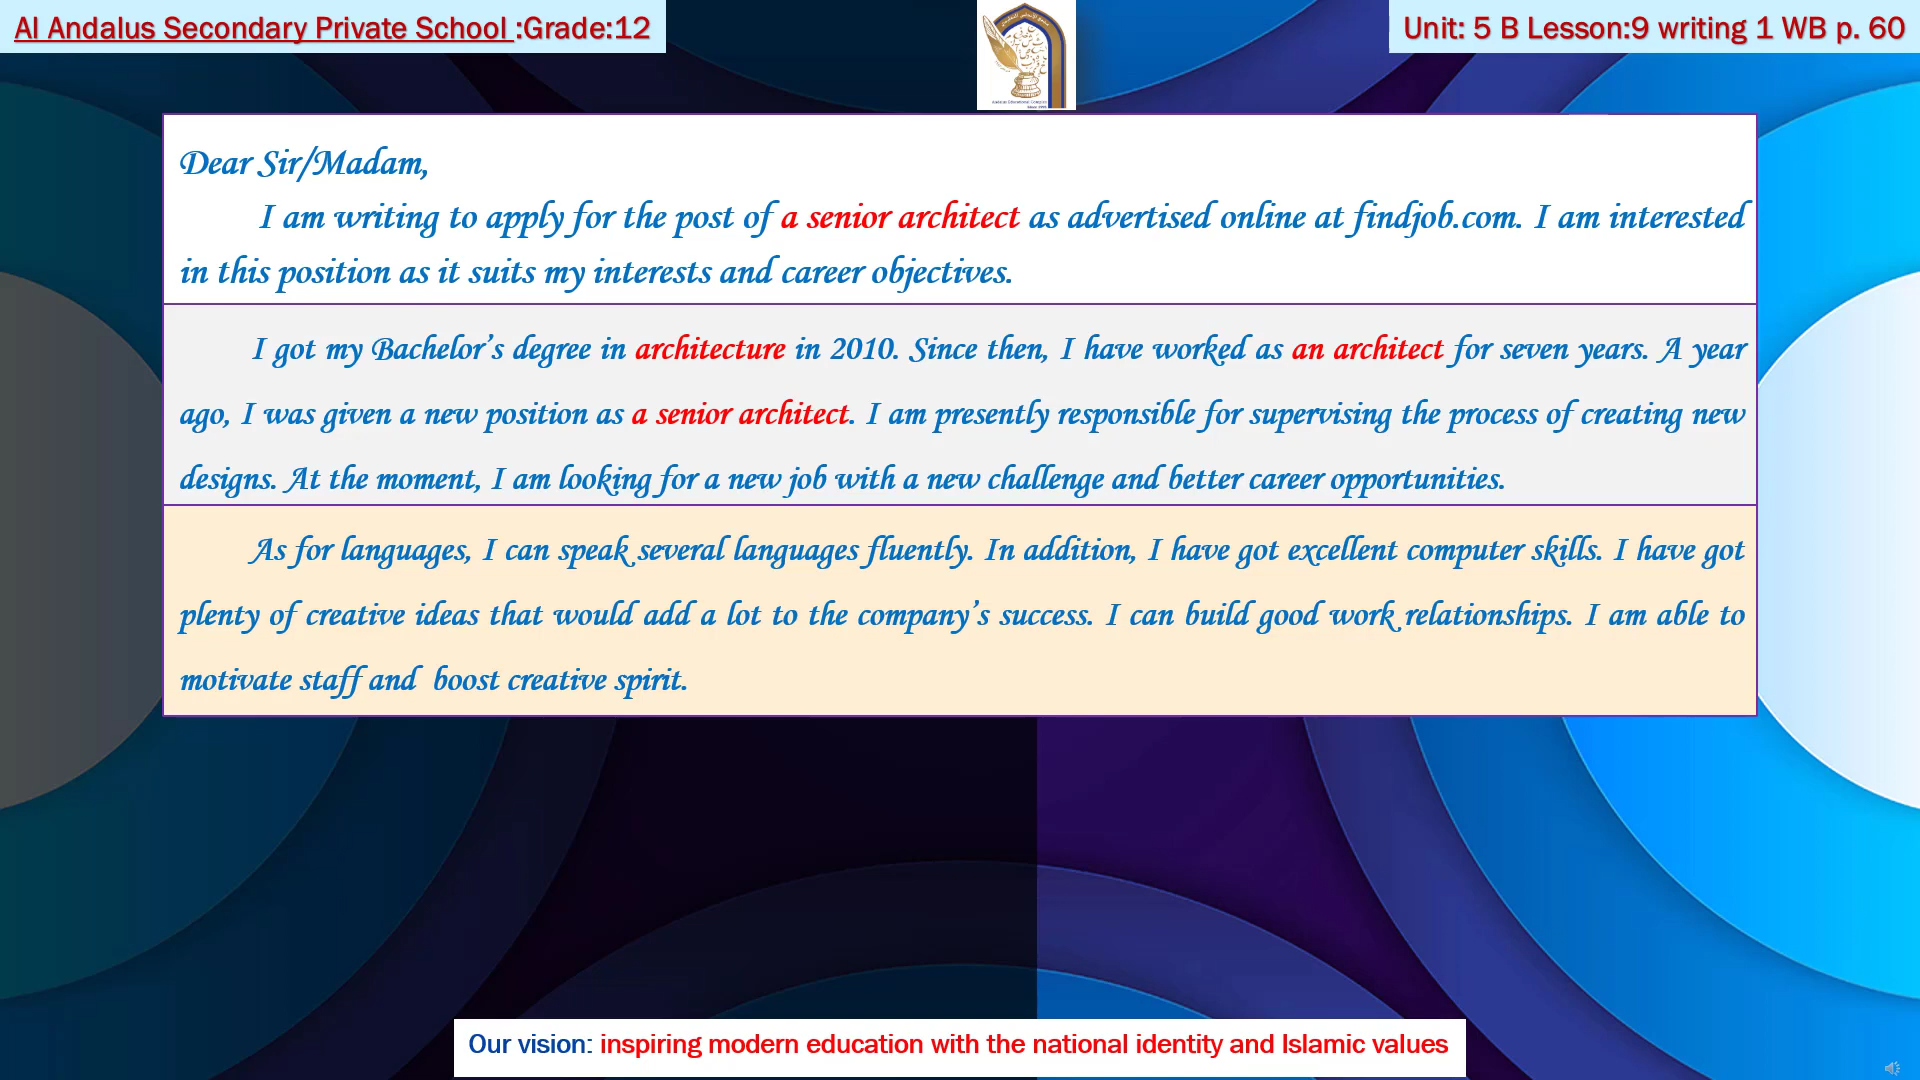 Al Andalus Secondary Private School :Grade:12
Unit: 5 B Lesson:9 writing 1 WB p. 60
Dear Sir/Madam,
I am writing to apply for the post of a senior architect as advertised online at findjob.com. I am interested
in this position as it suits my interests and career objectives.
I got my Bachelor’s degree in architecture in 2010. Since then, I have worked as an architect for seven years. A year
ago, I was given a new position as a senior architect. I am presently responsible for supervising the process of creating new
designs. At the moment, I am looking for a new job with a new challenge and better career opportunities.
As for languages, I can speak several languages fluently. In addition, I have got excellent computer skills. I have got
plenty of creative ideas that would add a lot to the company’s success. I can build good work relationships. I am able to
motivate staff and boost creative spirit.
Our vision: inspiring modern education with the national identity and Islamic values